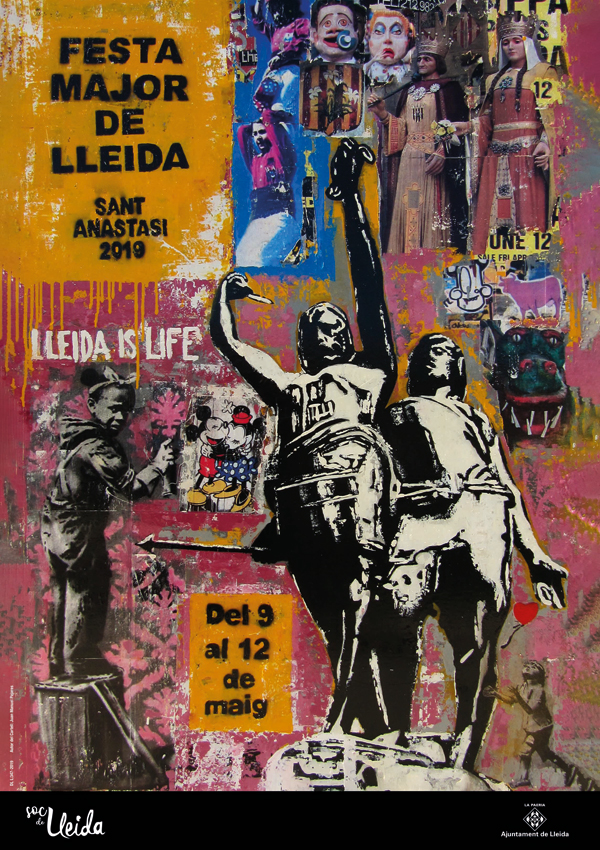 FESTA
MAJOR
DE
LLEIDA
SANT
ANASTASI
2019
JUNE 12
LLEIDA IS LIFE
Del 9
al 12
de
maig
soc
de Lleida
LA PAERIA
Ajuntament de Lleida